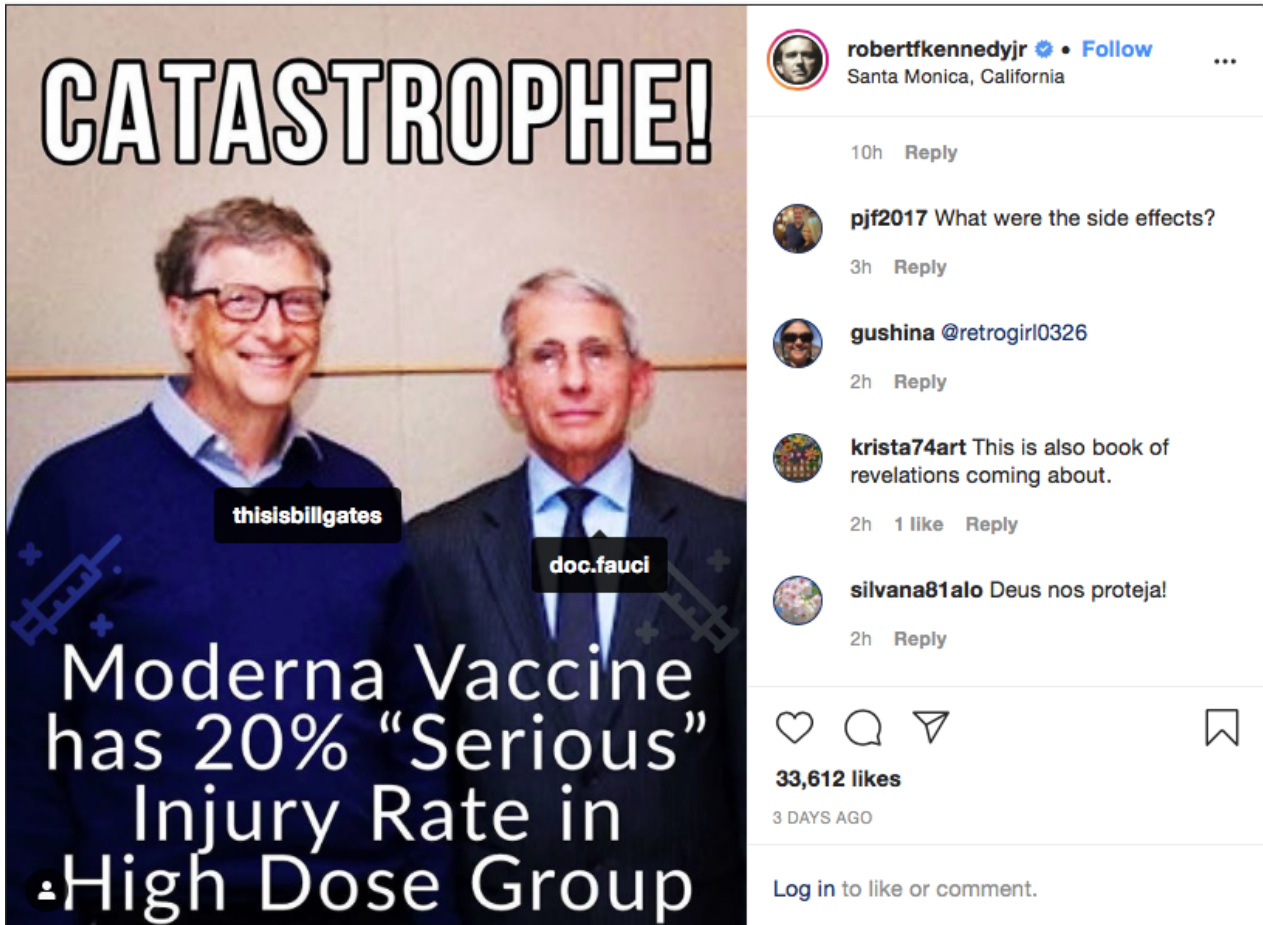 CATASTROPHE!
thisisbillgates
doc.fauci
Moderna Vaccine
has 20% “Serious”
Injury Rate in
High Dose Group
robertfkennedyjr • Follow
Santa Monica, California
10h Reply
pjf2017 What were the side effects?
3h Reply
gushina @retrogirl0326
2h Reply
krista74art This is also book of
revelations coming about.
2h 1 like Reply
silvana81alo Deus nos proteja!
2h Reply
33,612 likes
3 DAYS AGO
Log in to like or comment.